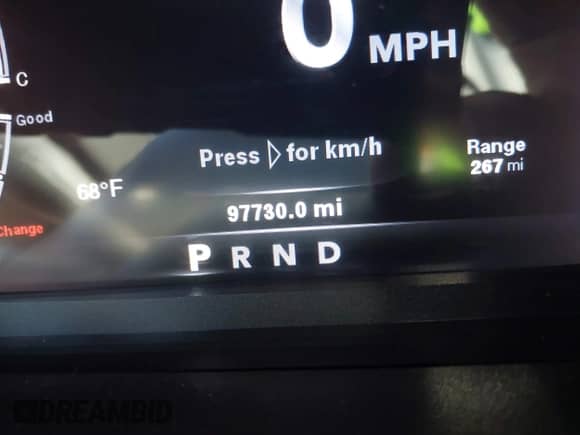 0 MPH
C
Good
Press ▷ for km/h
Range
267 mi
68°F
97730.0 mi
Change
P R N D
DREAMBID